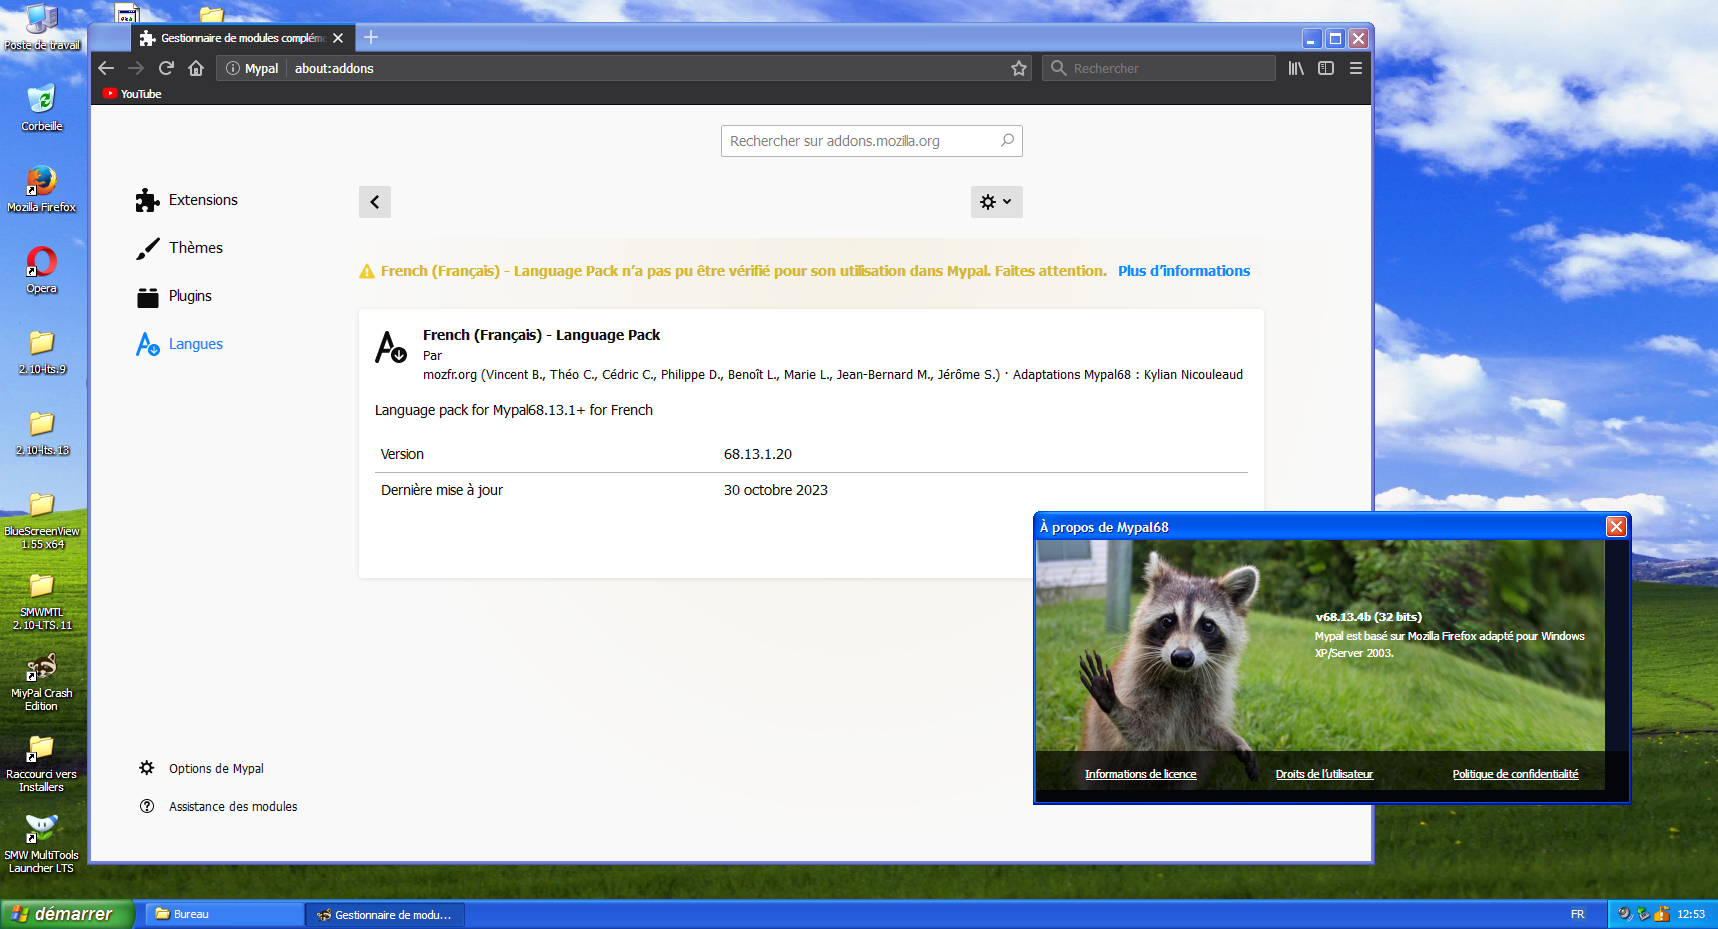 Poste de travail
Corbeille
Mozilla Firefox
Opera
2.10-lts.9
2.10-lts.13
BlueScreenView
1.55 x64
SMWMTL
2.10-LTS.11
MiyPal Crash
Edition
Raccourci vers
Installers
SMW MultiTools
Launcher LTS
Gestionnaire de modules complém
Mypal
about:addons
Rechercher
YouTube
Rechercher sur addons.mozilla.org
Extensions
Thèmes
Plugins
Langues
French (Français) - Language Pack n’a pas pu être vérifié pour son utilisation dans Mypal. Faites attention. Plus d’informations
French (Français) - Language Pack
Par
mozfr.org (Vincent B., Théo C., Cédric C., Philippe D., Benoît L., Marie L., Jean-Bernard M., Jérôme S.) · Adaptations Mypal68 : Kylian Nicouleaud
Language pack for Mypal68.13.1+ for French
Version 68.13.1.20
Dernière mise à jour 30 octobre 2023
Options de Mypal
Assistance des modules
À propos de Mypal68
v68.13.4b (32 bits)
Mypal est basé sur Mozilla Firefox adapté pour Windows
XP/Server 2003.
Informations de licence
Droits de l’utilisateur
Politique de confidentialité
démarrer
Bureau
Gestionnaire de modu...
FR
12:53